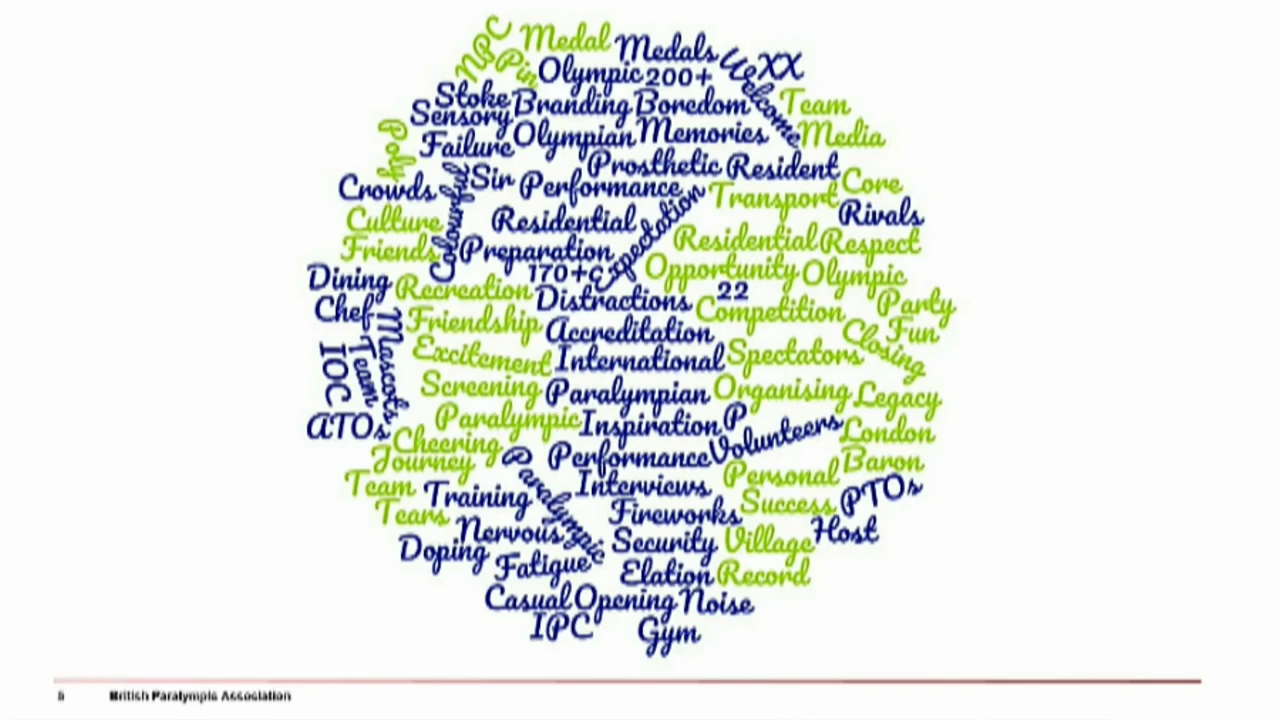 NPC Medal Medals Welcome XX
Pin Olympic 200+
Stoke Branding Boredom Team
Sensory Olympian Memories Media
Poly Failure Prosthetic Resident
Crowds Colourful Sir Performance Transport Core
Culture Residential Expectation Rivals
Friends Preparation Residential Respect
Dining Recreation 170+ Opportunity Olympic
Chef Mascots Distractions 22 Party
Friendship Accreditation Competition Fun
IOC Team Excitement International Spectators Closing
Screening Paralympian Organising Legacy
ATOs Paralympic Inspiration P Volunteers London
Cheering Performance
Journey Paralympic Interviews Personal Baron
Team Training Success PTOs
Tears Fireworks
Nervous Security Village Host
Doping Fatigue Elation Record
Casual Opening Noise
IPC Gym
British Paralympic Association